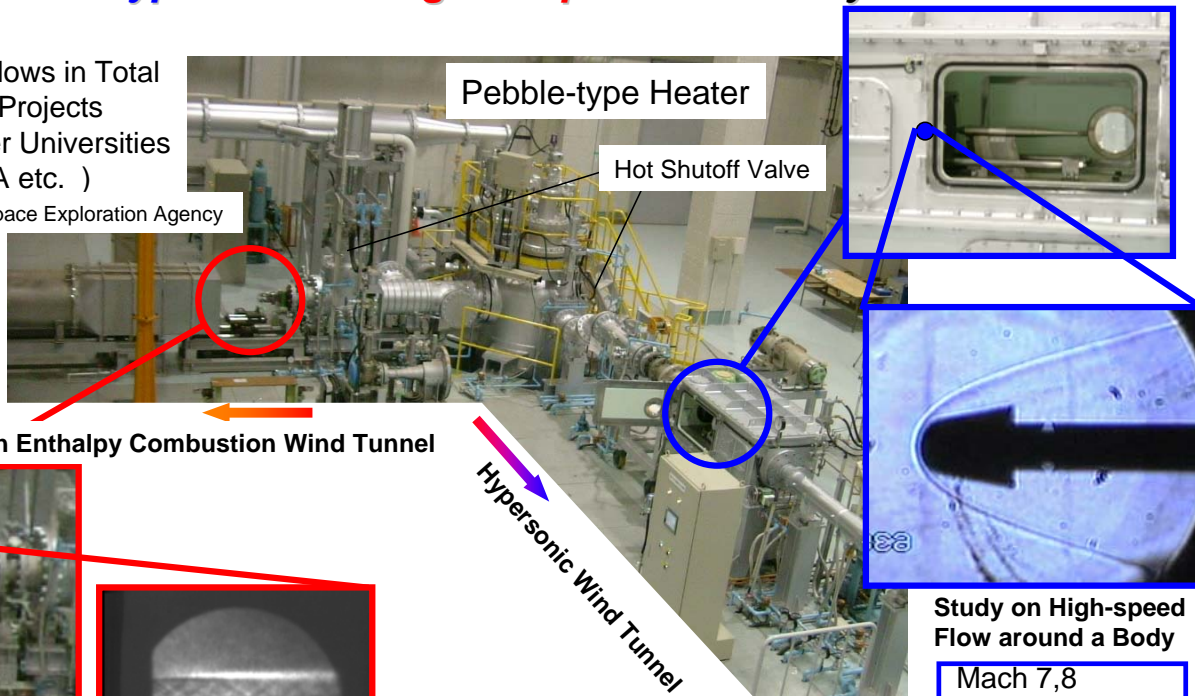 lows in Total
Projects
r Universities
A etc. )
pace Exploration Agency
Pebble-type Heater
Hot Shutoff Valve
n Enthalpy Combustion Wind Tunnel
Hypersonic Wind Tunnel
Study on High-speed
Flow around a Body
Mach 7,8